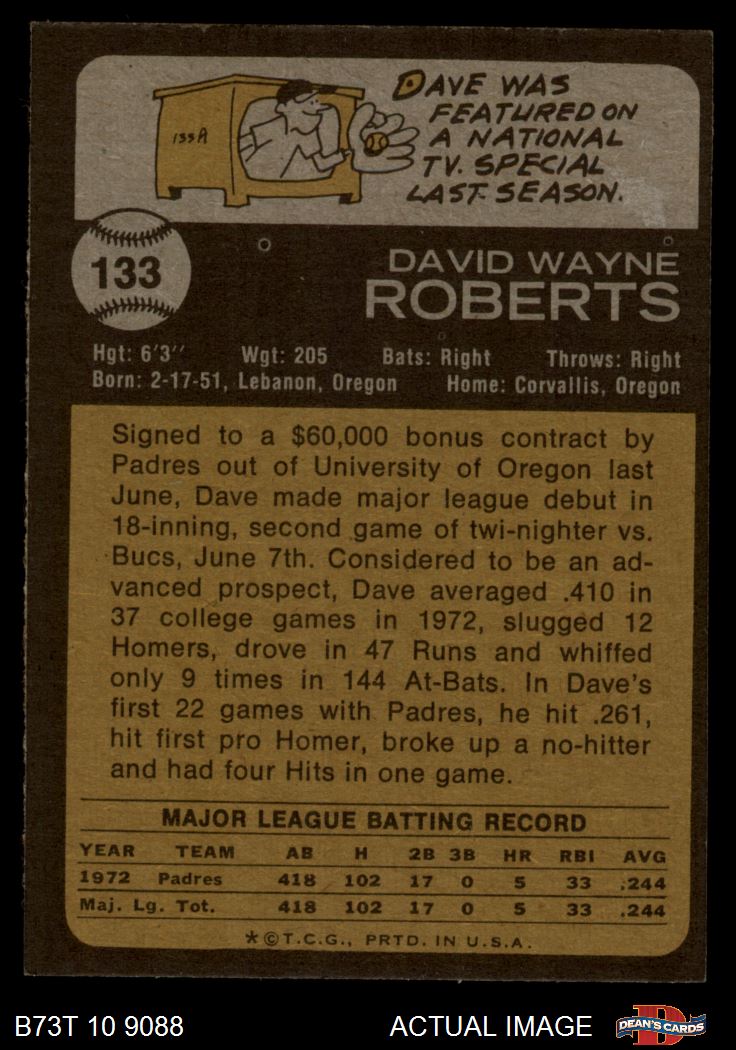 DAVE WAS
FEATURED ON
A NATIONAL
TV. SPECIAL
LAST SEASON.
133A
133
DAVID WAYNE
ROBERTS
Hgt: 6'3'' Wgt: 205 Bats: Right Throws: Right
Born: 2-17-51, Lebanon, Oregon Home: Corvallis, Oregon
Signed to a $60,000 bonus contract by
Padres out of University of Oregon last
June, Dave made major league debut in
18-inning, second game of twi-nighter vs.
Bucs, June 7th. Considered to be an ad-
vanced prospect, Dave averaged .410 in
37 college games in 1972, slugged 12
Homers, drove in 47 Runs and whiffed
only 9 times in 144 At-Bats. In Dave's
first 22 games with Padres, he hit .261,
hit first pro Homer, broke up a no-hitter
and had four Hits in one game.
MAJOR LEAGUE BATTING RECORD
YEAR TEAM AB H 2B 3B HR RBI AVG
1972 Padres 418 102 17 0 5 33 .244
Maj. Lg. Tot. 418 102 17 0 5 33 .244
*©T.C.G., PRTD. IN U.S.A.
B73T 10 9088 ACTUAL IMAGE DEAN'S CARDS